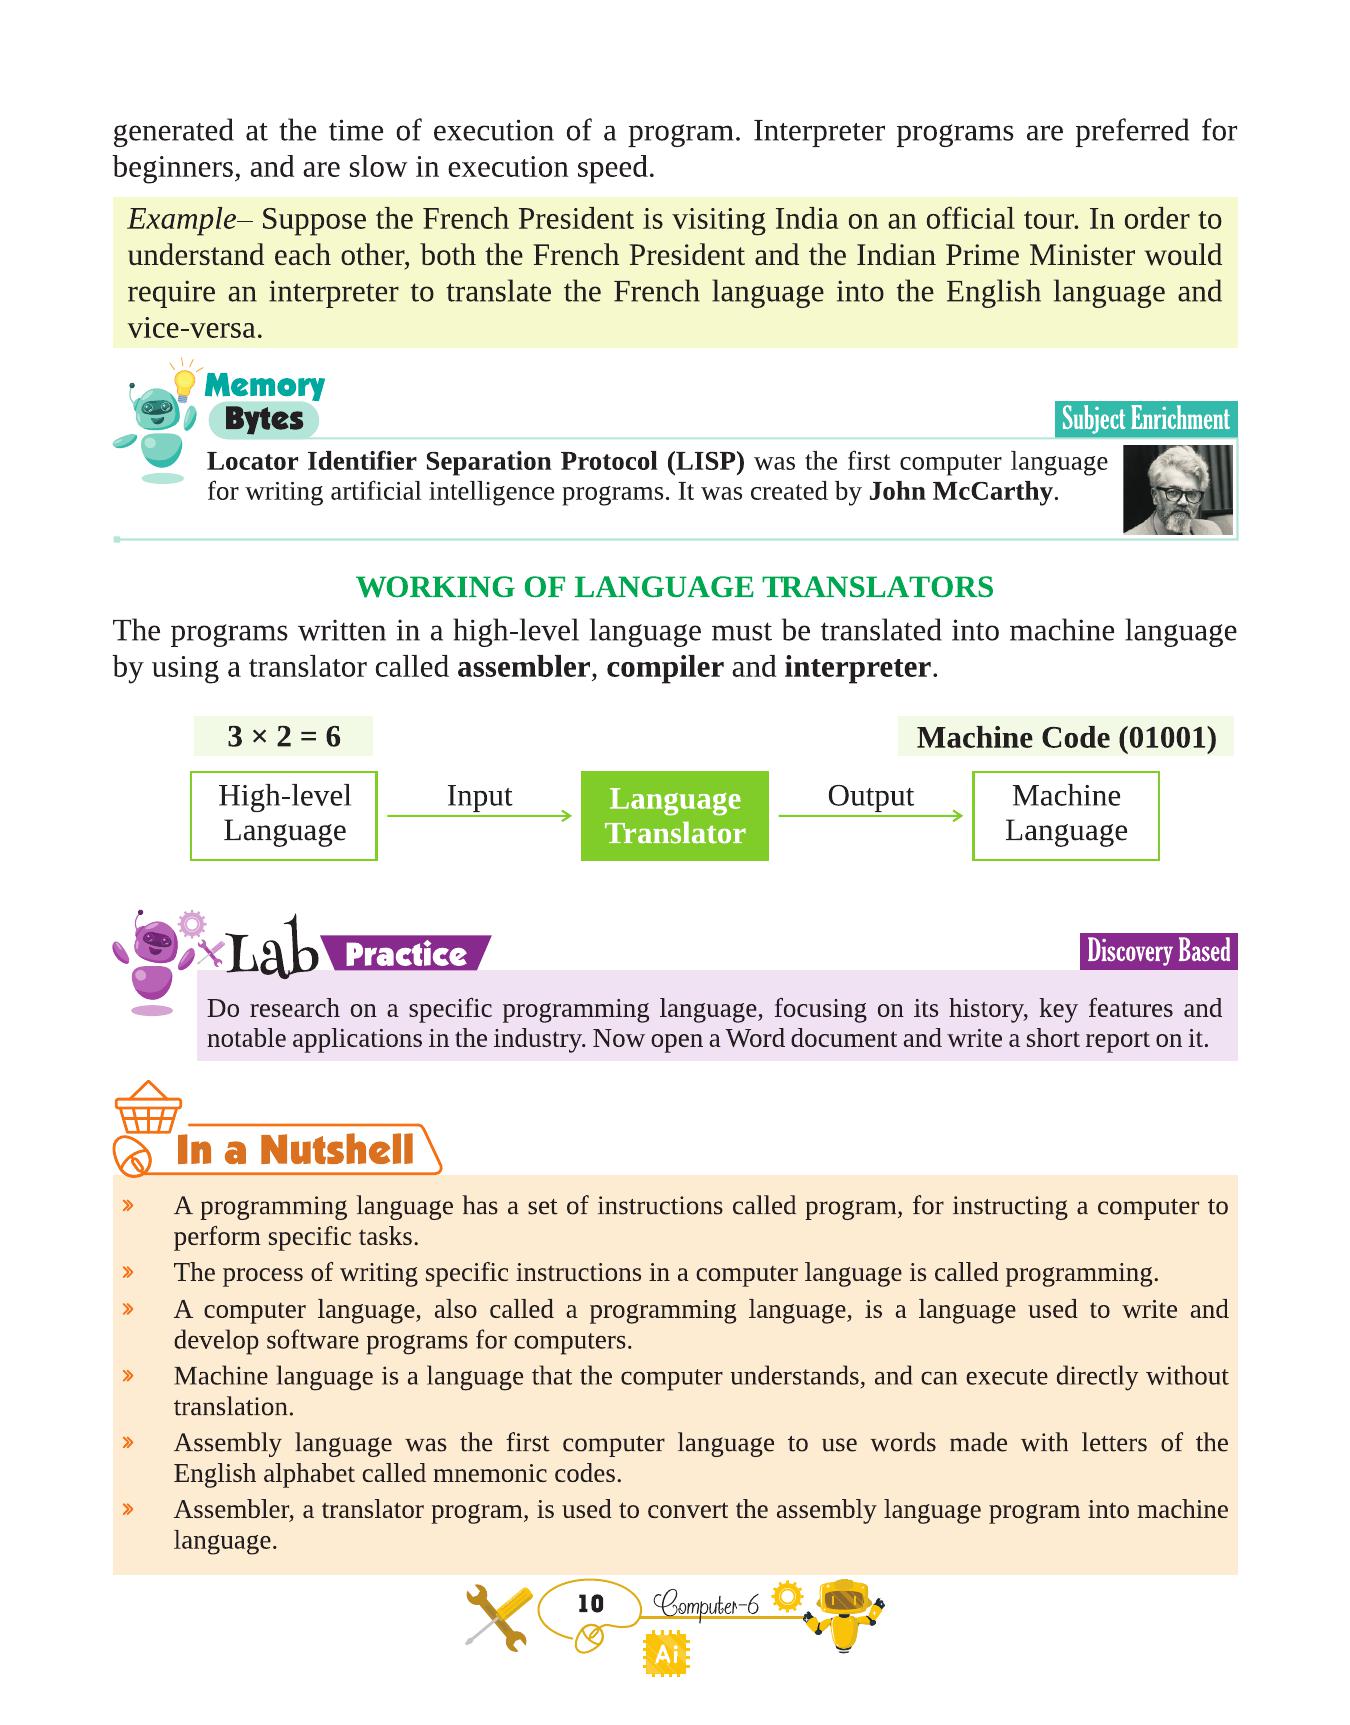 generated at the time of execution of a program. Interpreter programs are preferred for
beginners, and are slow in execution speed.
Example– Suppose the French President is visiting India on an official tour. In order to
understand each other, both the French President and the Indian Prime Minister would
require an interpreter to translate the French language into the English language and
vice-versa.
Memory
Bytes
Subject Enrichment
Locator Identifier Separation Protocol (LISP) was the first computer language
for writing artificial intelligence programs. It was created by John McCarthy.
WORKING OF LANGUAGE TRANSLATORS
The programs written in a high-level language must be translated into machine language
by using a translator called assembler, compiler and interpreter.
3 × 2 = 6
Machine Code (01001)
High-level
Language
Input
Language
Translator
Output
Machine
Language
Lab Practice
Discovery Based
Do research on a specific programming language, focusing on its history, key features and
notable applications in the industry. Now open a Word document and write a short report on it.
In a Nutshell
» A programming language has a set of instructions called program, for instructing a computer to
perform specific tasks.
» The process of writing specific instructions in a computer language is called programming.
» A computer language, also called a programming language, is a language used to write and
develop software programs for computers.
» Machine language is a language that the computer understands, and can execute directly without
translation.
» Assembly language was the first computer language to use words made with letters of the
English alphabet called mnemonic codes.
» Assembler, a translator program, is used to convert the assembly language program into machine
language.
10
Computer-6
Ai